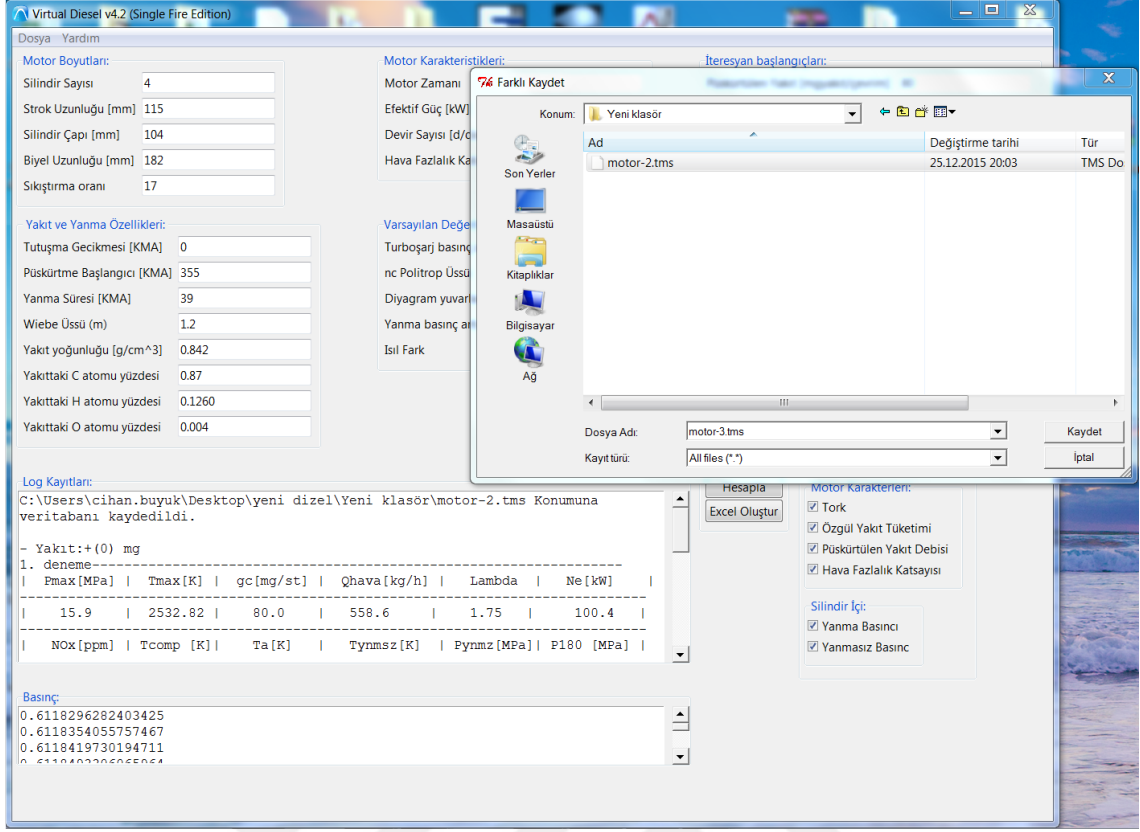 Virtual Diesel v4.2 (Single Fire Edition)
Dosya Yardım
Motor Boyutları:
Silindir Sayısı 4
Strok Uzunluğu [mm] 115
Silindir Çapı [mm] 104
Biyel Uzunluğu [mm] 182
Sıkıştırma oranı 17
Motor Karakteristikleri:
Motor Zamanı
Efektif Güç [kW]
Devir Sayısı [d/d
Hava Fazlalık Ka
İteresyan başlangıçları:
Yakıt ve Yanma Özellikleri:
Tutuşma Gecikmesi [KMA] 0
Püskürtme Başlangıcı [KMA] 355
Yanma Süresi [KMA] 39
Wiebe Üssü (m) 1.2
Yakıt yoğunluğu [g/cm^3] 0.842
Yakıttaki C atomu yüzdesi 0.87
Yakıttaki H atomu yüzdesi 0.1260
Yakıttaki O atomu yüzdesi 0.004
Varsayılan Değe
Turboşarj basınç
nc Politrop Üssü
Diyagram yuvarl
Yanma basınç ar
Isıl Fark
Farklı Kaydet
Konum: Yeni klasör
Ad Değiştirme tarihi Tür
motor-2.tms 25.12.2015 20:03 TMS Do
Son Yerler
Masaüstü
Kitaplıklar
Bilgisayar
Ağ
Dosya Adı: motor-3.tms Kaydet
Kayıt türü: All files (*.*) İptal
Log Kayıtları:
C:\Users\cihan.buyuk\Desktop\yeni dizel\Yeni klasör\motor-2.tms Konumuna
veritabanı kaydedildi.
- Yakıt:+(0) mg
1. deneme--------------------------------------------------------------------
| Pmax[MPa] | Tmax[K] | gc[mg/st] | Qhava[kg/h] | Lambda | Ne[kW] |
| 15.9 | 2532.82 | 80.0 | 558.6 | 1.75 | 100.4 |
| NOx[ppm] | Tcomp [K]| Ta[K] | Tynmsz[K] | Pynmz[MPa]| P180 [MPa] |
Hesapla
Excel Oluştur
Motor Karakterleri:
Tork
Özgül Yakıt Tüketimi
Püskürtülen Yakıt Debisi
Hava Fazlalık Katsayısı
Silindir İçi:
Yanma Basıncı
Yanmasız Basınc
Basınç:
0.6118296282403425
0.6118354055757467
0.6118419730194711